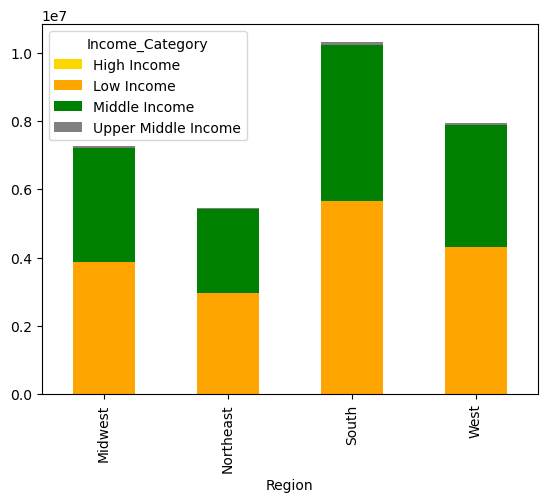 1e7
Income_Category
High Income
Low Income
Middle Income
Upper Middle Income
1.0
0.8
0.6
0.4
0.2
0.0
Midwest
Northeast
South
West
Region